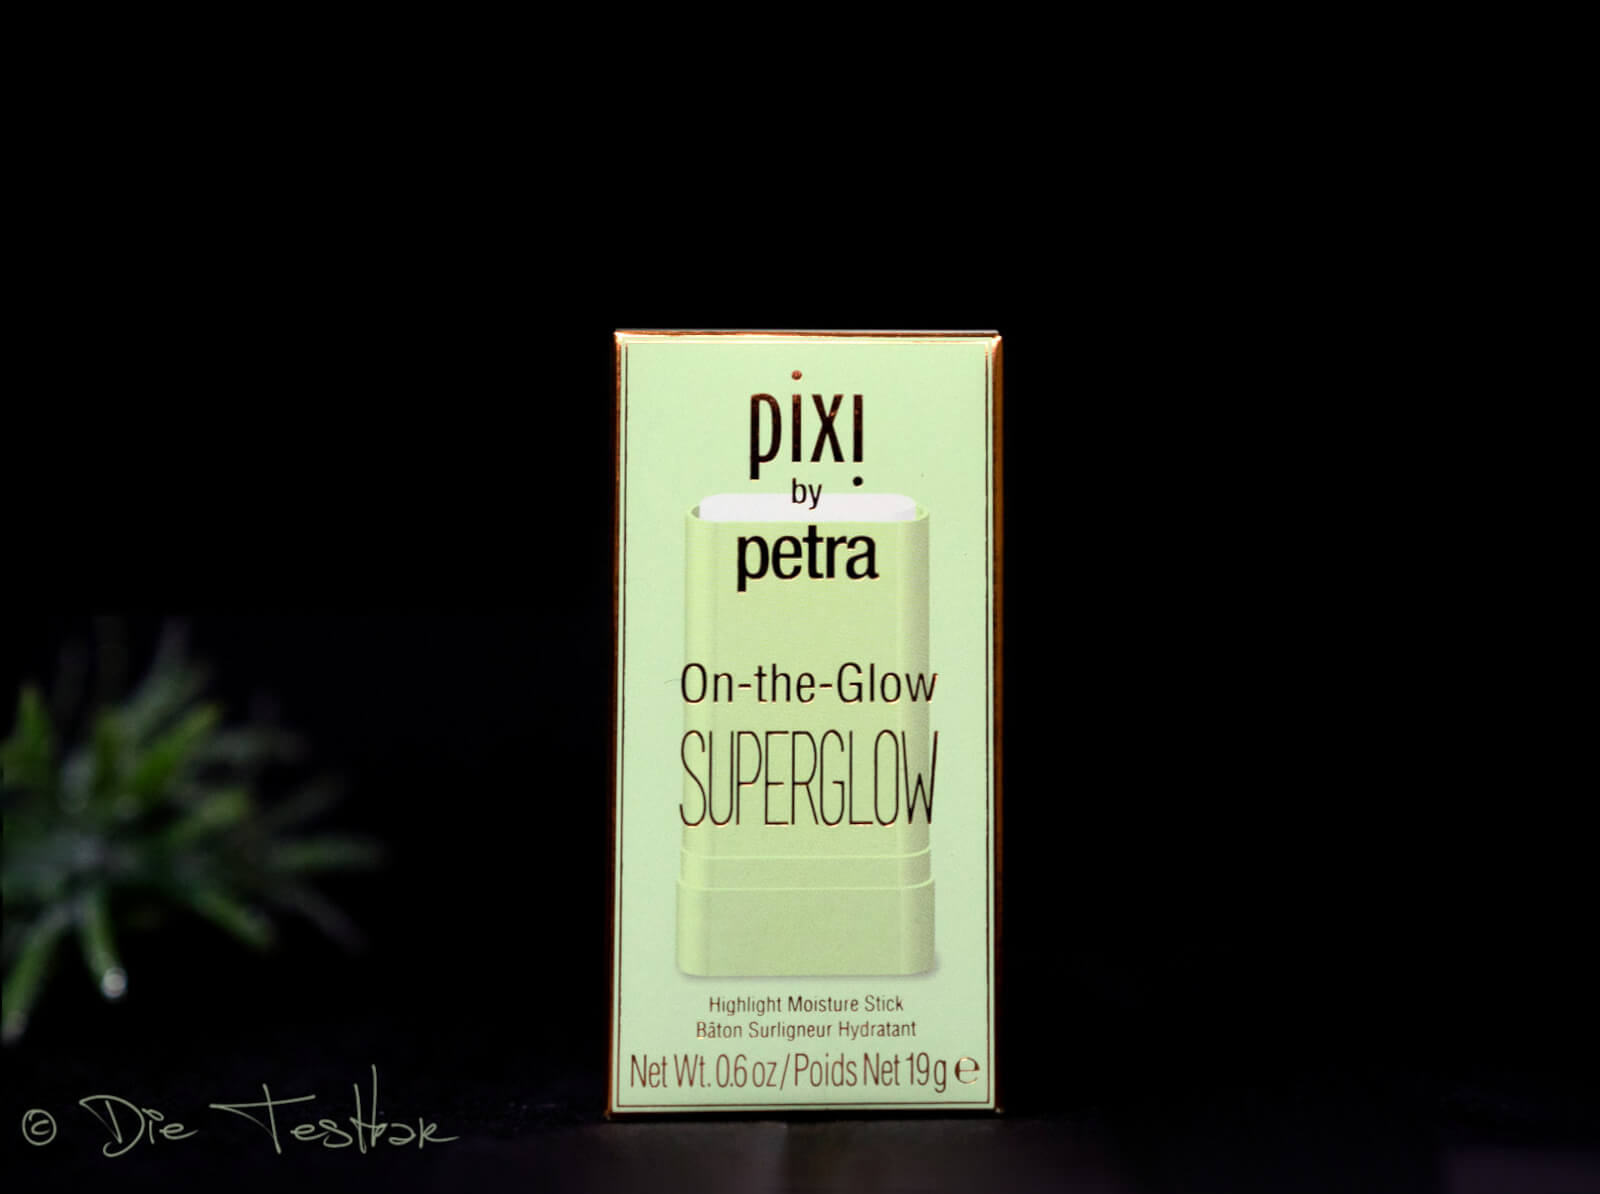 pixi
by
petra
On-the-Glow
SUPERGLOW
Highlight Moisture Stick
Bâton Surligneur Hydratant
Net Wt. 0.6 oz/Poids Net 19g ℮
© Die Testbar